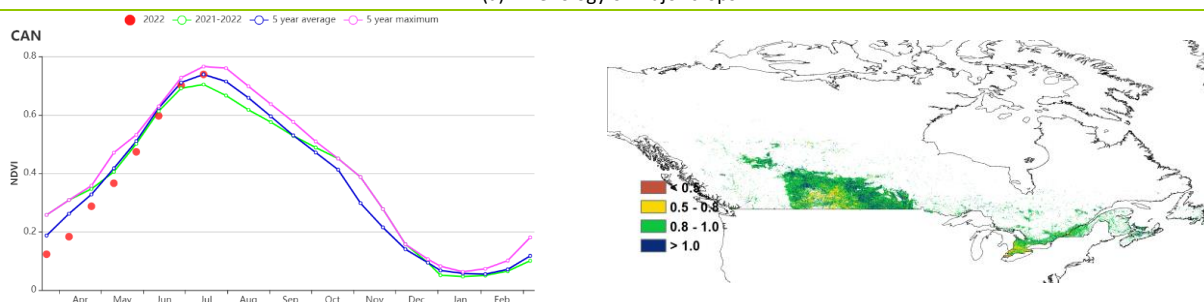 2022 2021-2022 5 year average 5 year maximum
CAN
0.8
0.6
0.4
0.2
0
NDVI
Apr May Jun Jul Aug Sep Oct Nov Dec Jan Feb
< 0.5
0.5 - 0.8
0.8 - 1.0
> 1.0